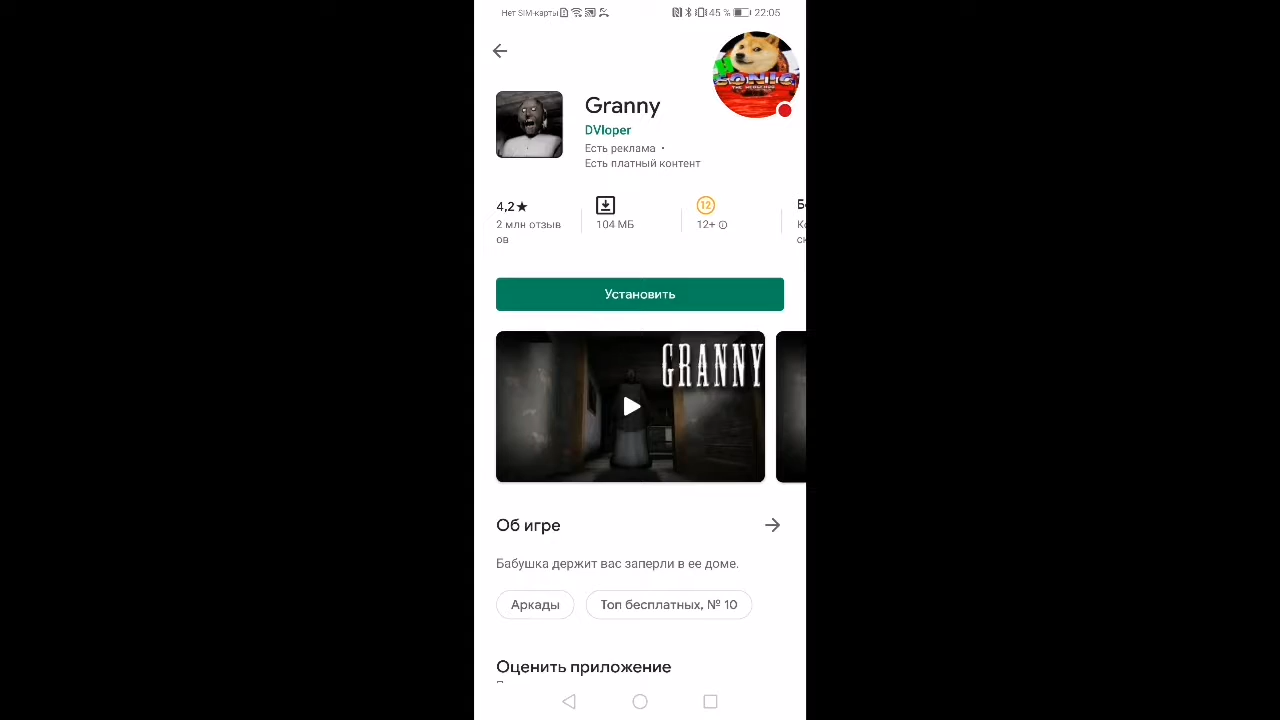 Нет SIM-карты 45 % 22:05
SONIC
THE HEDGEHOG
Granny
DVloper
Есть реклама •
Есть платный контент
4,2★
2 млн отзыв
ов
104 МБ
12
12+
Установить
GRANNY
Об игре
Бабушка держит вас заперли в ее доме.
Аркады
Топ бесплатных, № 10
Оценить приложение